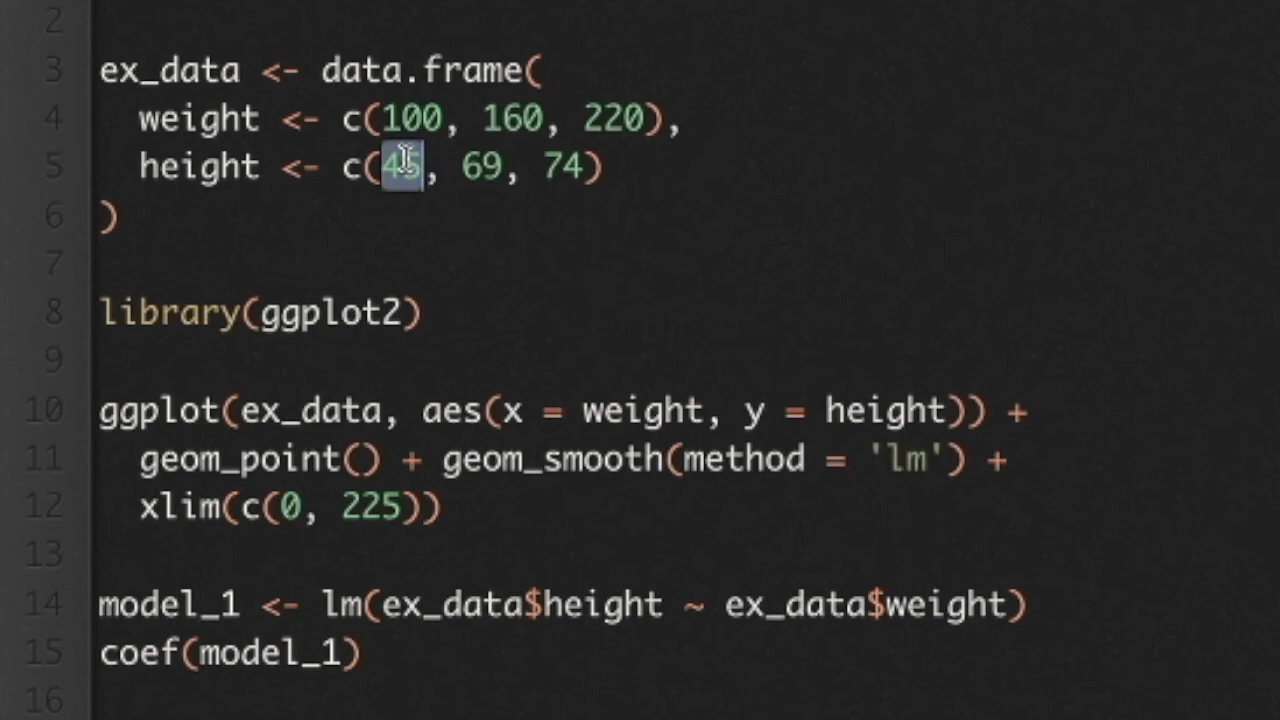 2
3 ex_data <- data.frame(
4 weight <- c(100, 160, 220),
5 height <- c(45, 69, 74)
6 )
7
8 library(ggplot2)
9
10 ggplot(ex_data, aes(x = weight, y = height)) +
11 geom_point() + geom_smooth(method = 'lm') +
12 xlim(c(0, 225))
13
14 model_1 <- lm(ex_data$height ~ ex_data$weight)
15 coef(model_1)
16